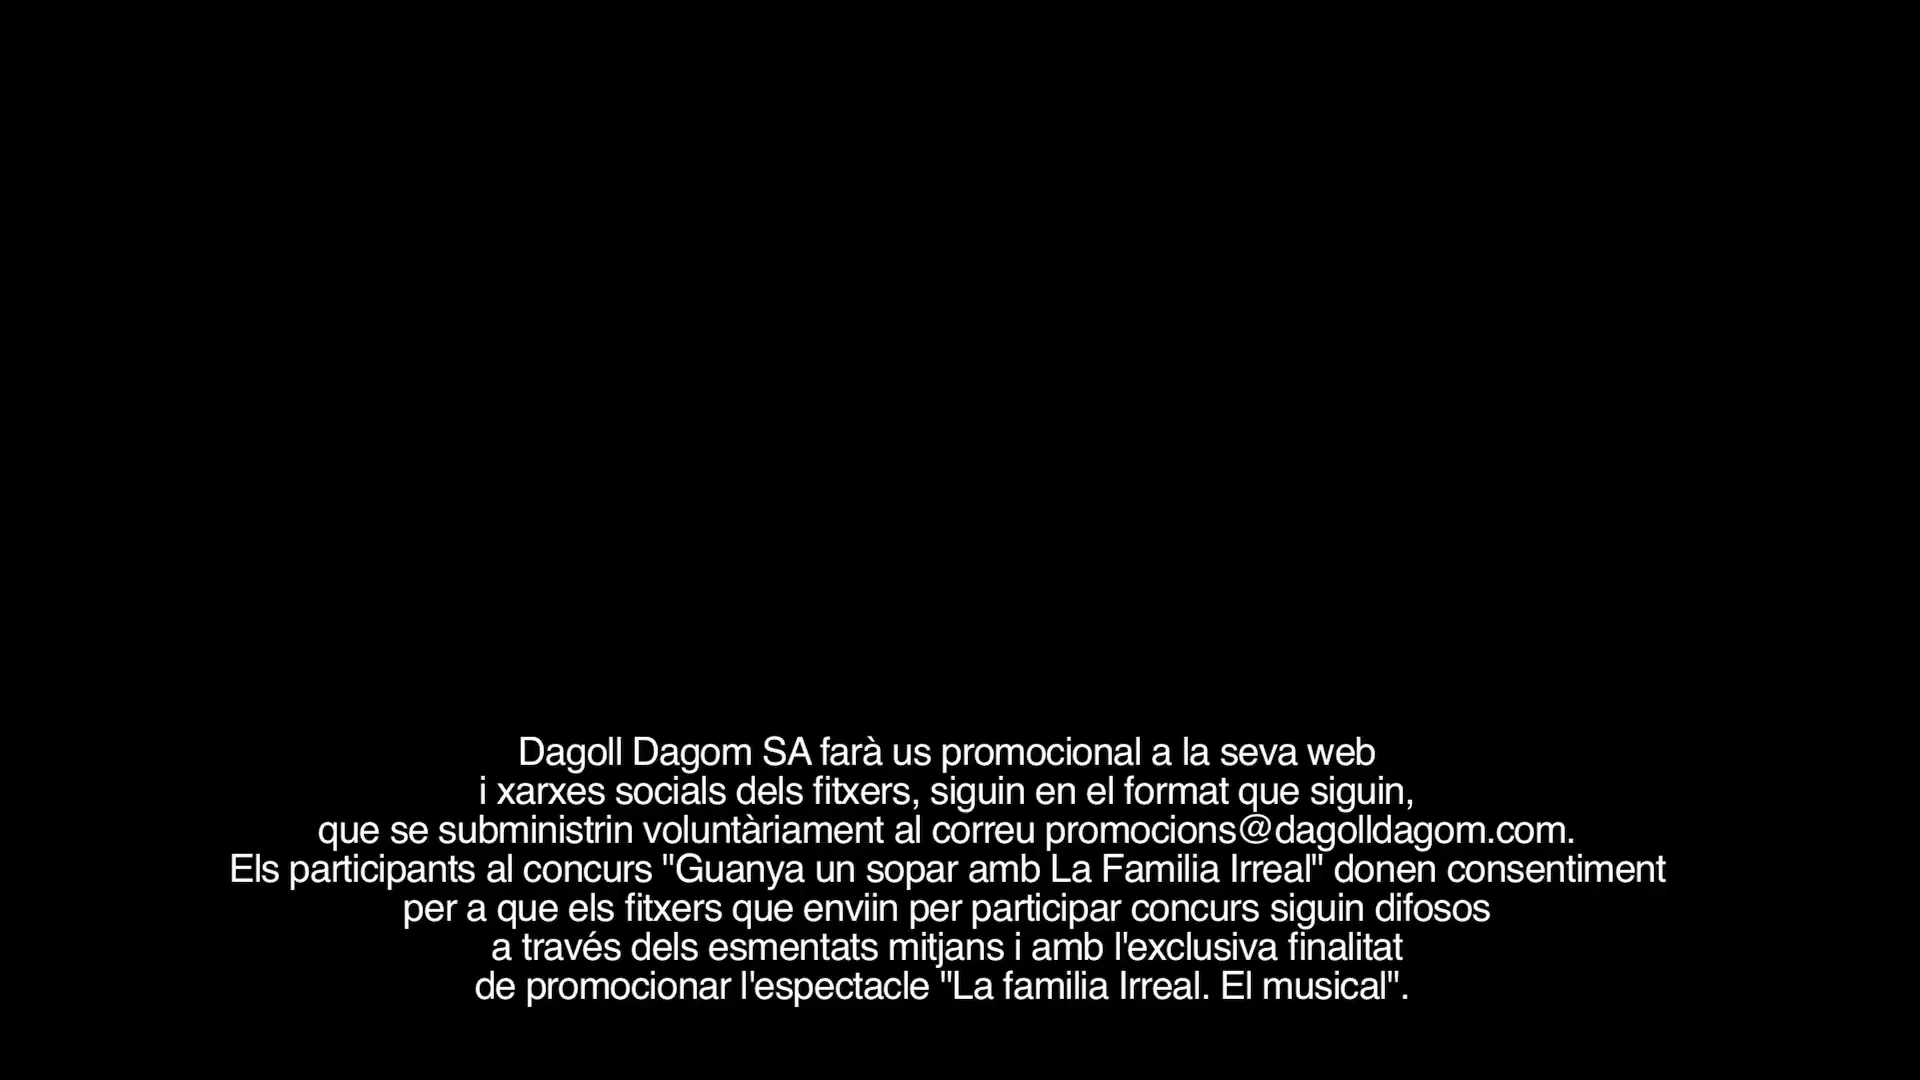 Dagoll Dagom SA farà us promocional a la seva web
i xarxes socials dels fitxers, siguin en el format que siguin,
que se subministrin voluntàriament al correu promocions@dagolldagom.com.
Els participants al concurs "Guanya un sopar amb La Familia Irreal" donen consentiment
per a que els fitxers que enviin per participar concurs siguin difosos
a través dels esmentats mitjans i amb l'exclusiva finalitat
de promocionar l'espectacle "La familia Irreal. El musical".